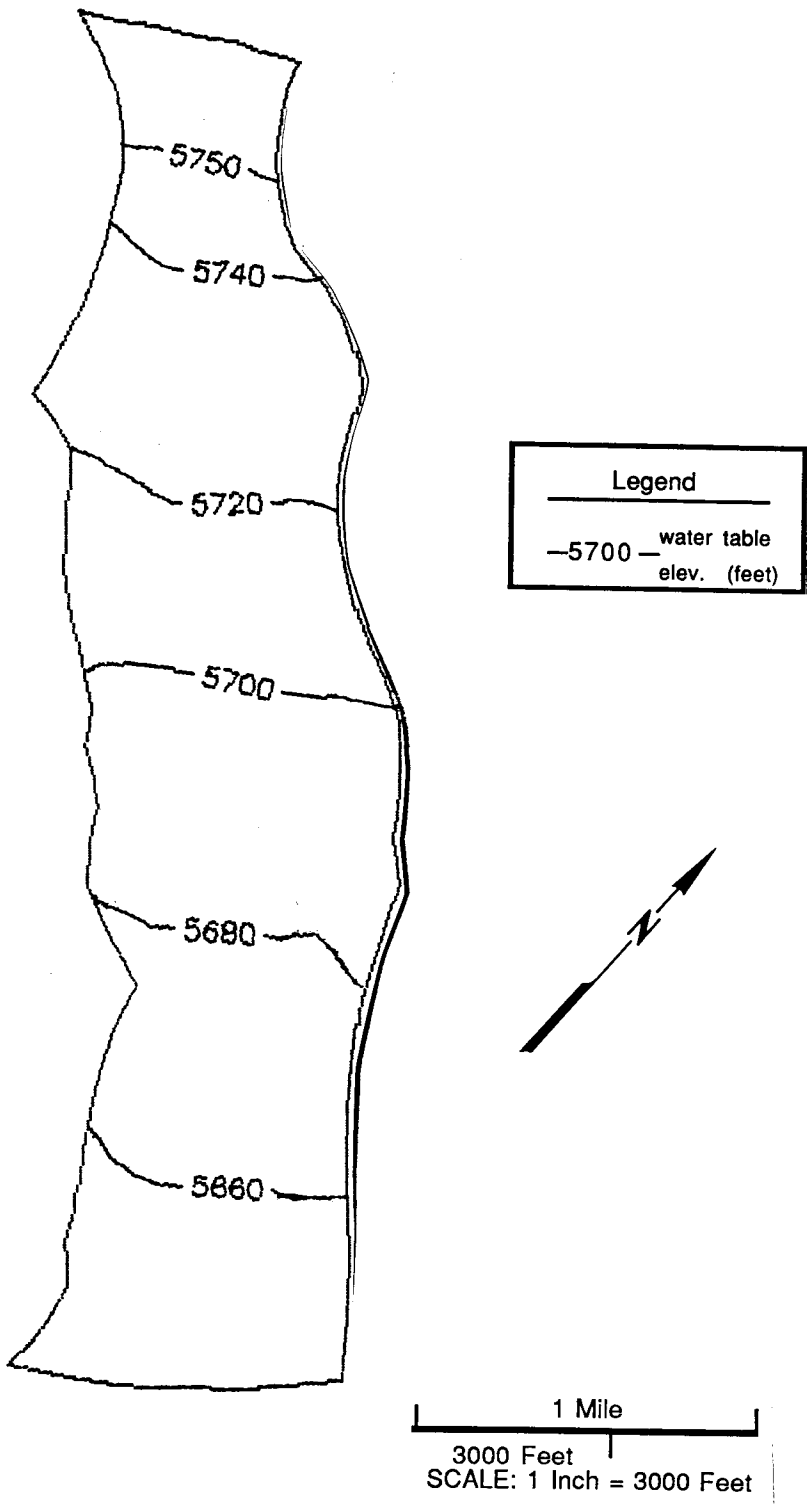 5750
5740
5720
5700
5680
5660
Legend
—5700— water table
elev. (feet)
N
1 Mile
3000 Feet
SCALE: 1 Inch = 3000 Feet